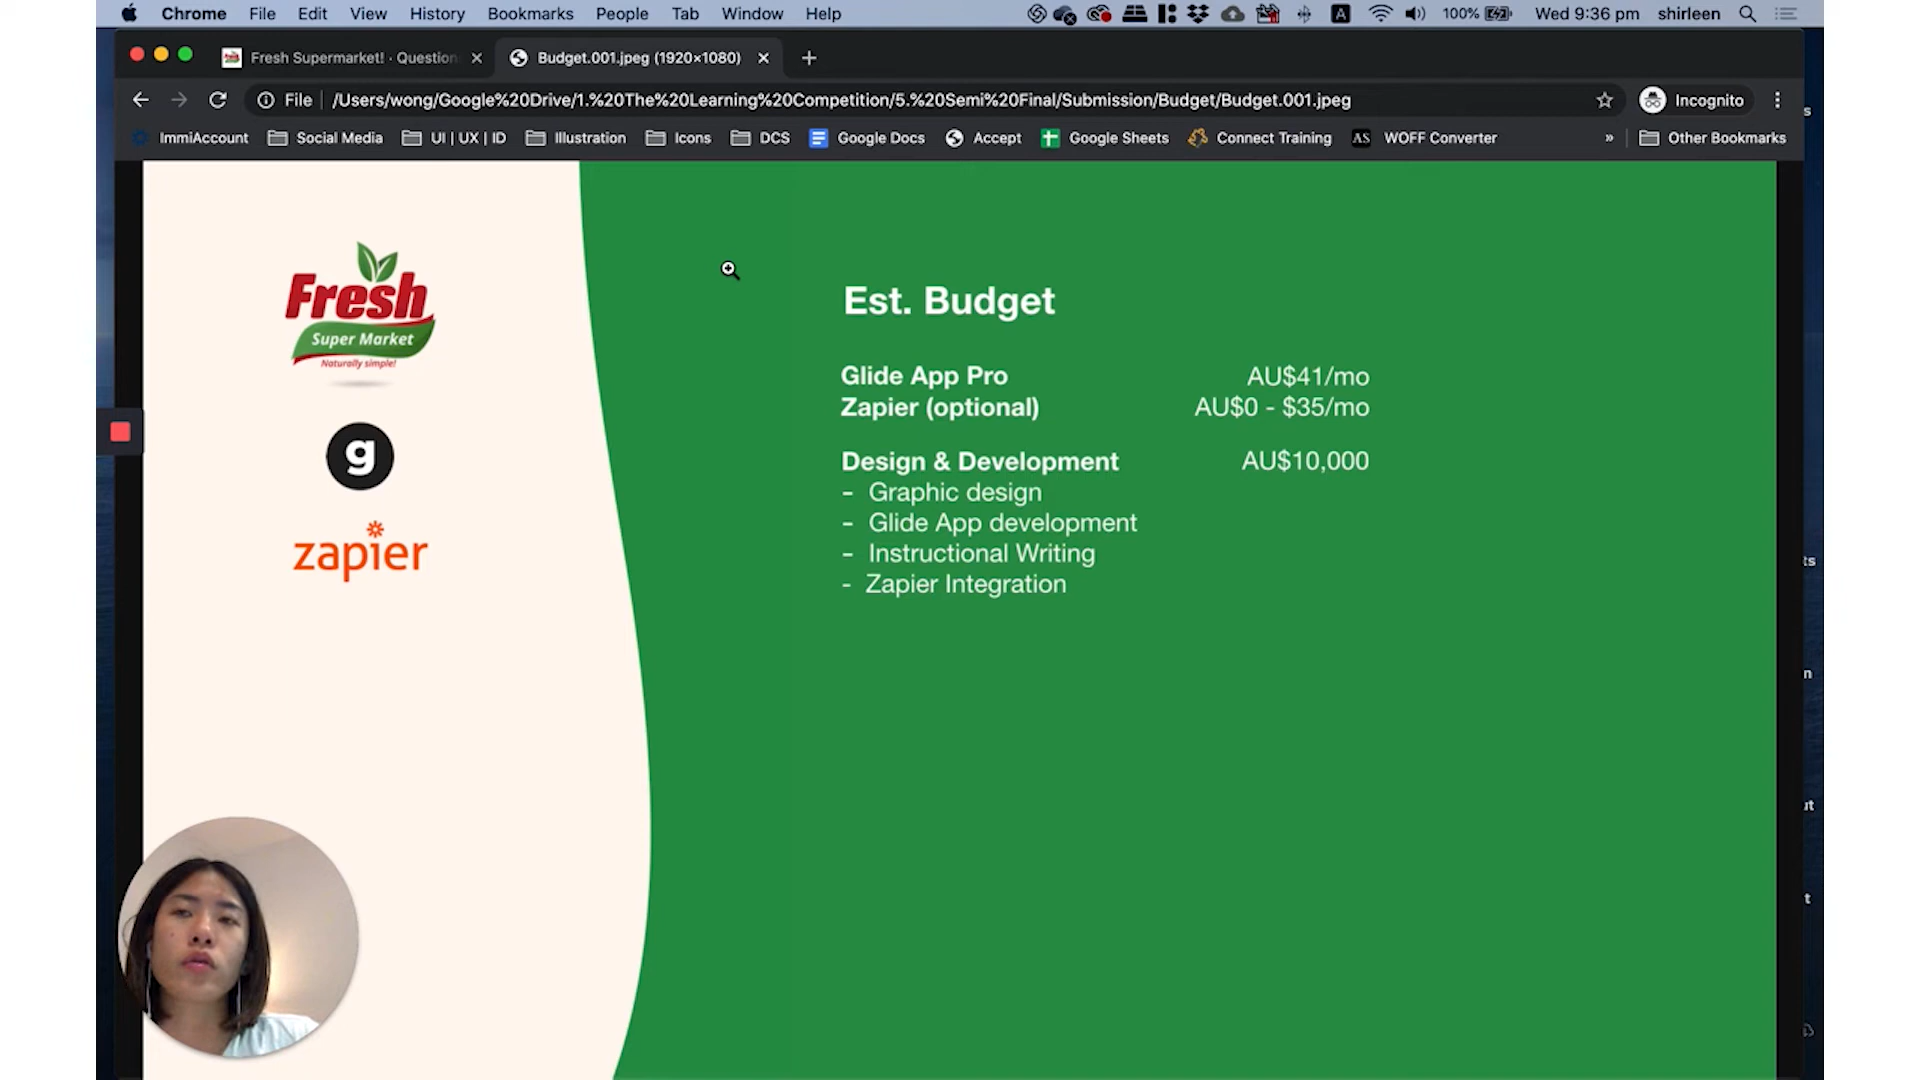 Chrome File Edit View History Bookmarks People Tab Window Help A 100% Wed 9:36 pm shirleen
Fresh Supermarket! · Question Budget.001.jpeg (1920×1080)
File /Users/wong/Google%20Drive/1.%20The%20Learning%20Competition/5.%20Semi%20Final/Submission/Budget/Budget.001.jpeg Incognito
ImmiAccount Social Media UI | UX | ID Illustration Icons DCS Google Docs Accept Google Sheets Connect Training AS WOFF Converter » Other Bookmarks
Fresh
Super Market
Naturally simple!
g
zapier
Est. Budget
Glide App Pro AU$41/mo
Zapier (optional) AU$0 - $35/mo
Design & Development AU$10,000
- Graphic design
- Glide App development
- Instructional Writing
- Zapier Integration